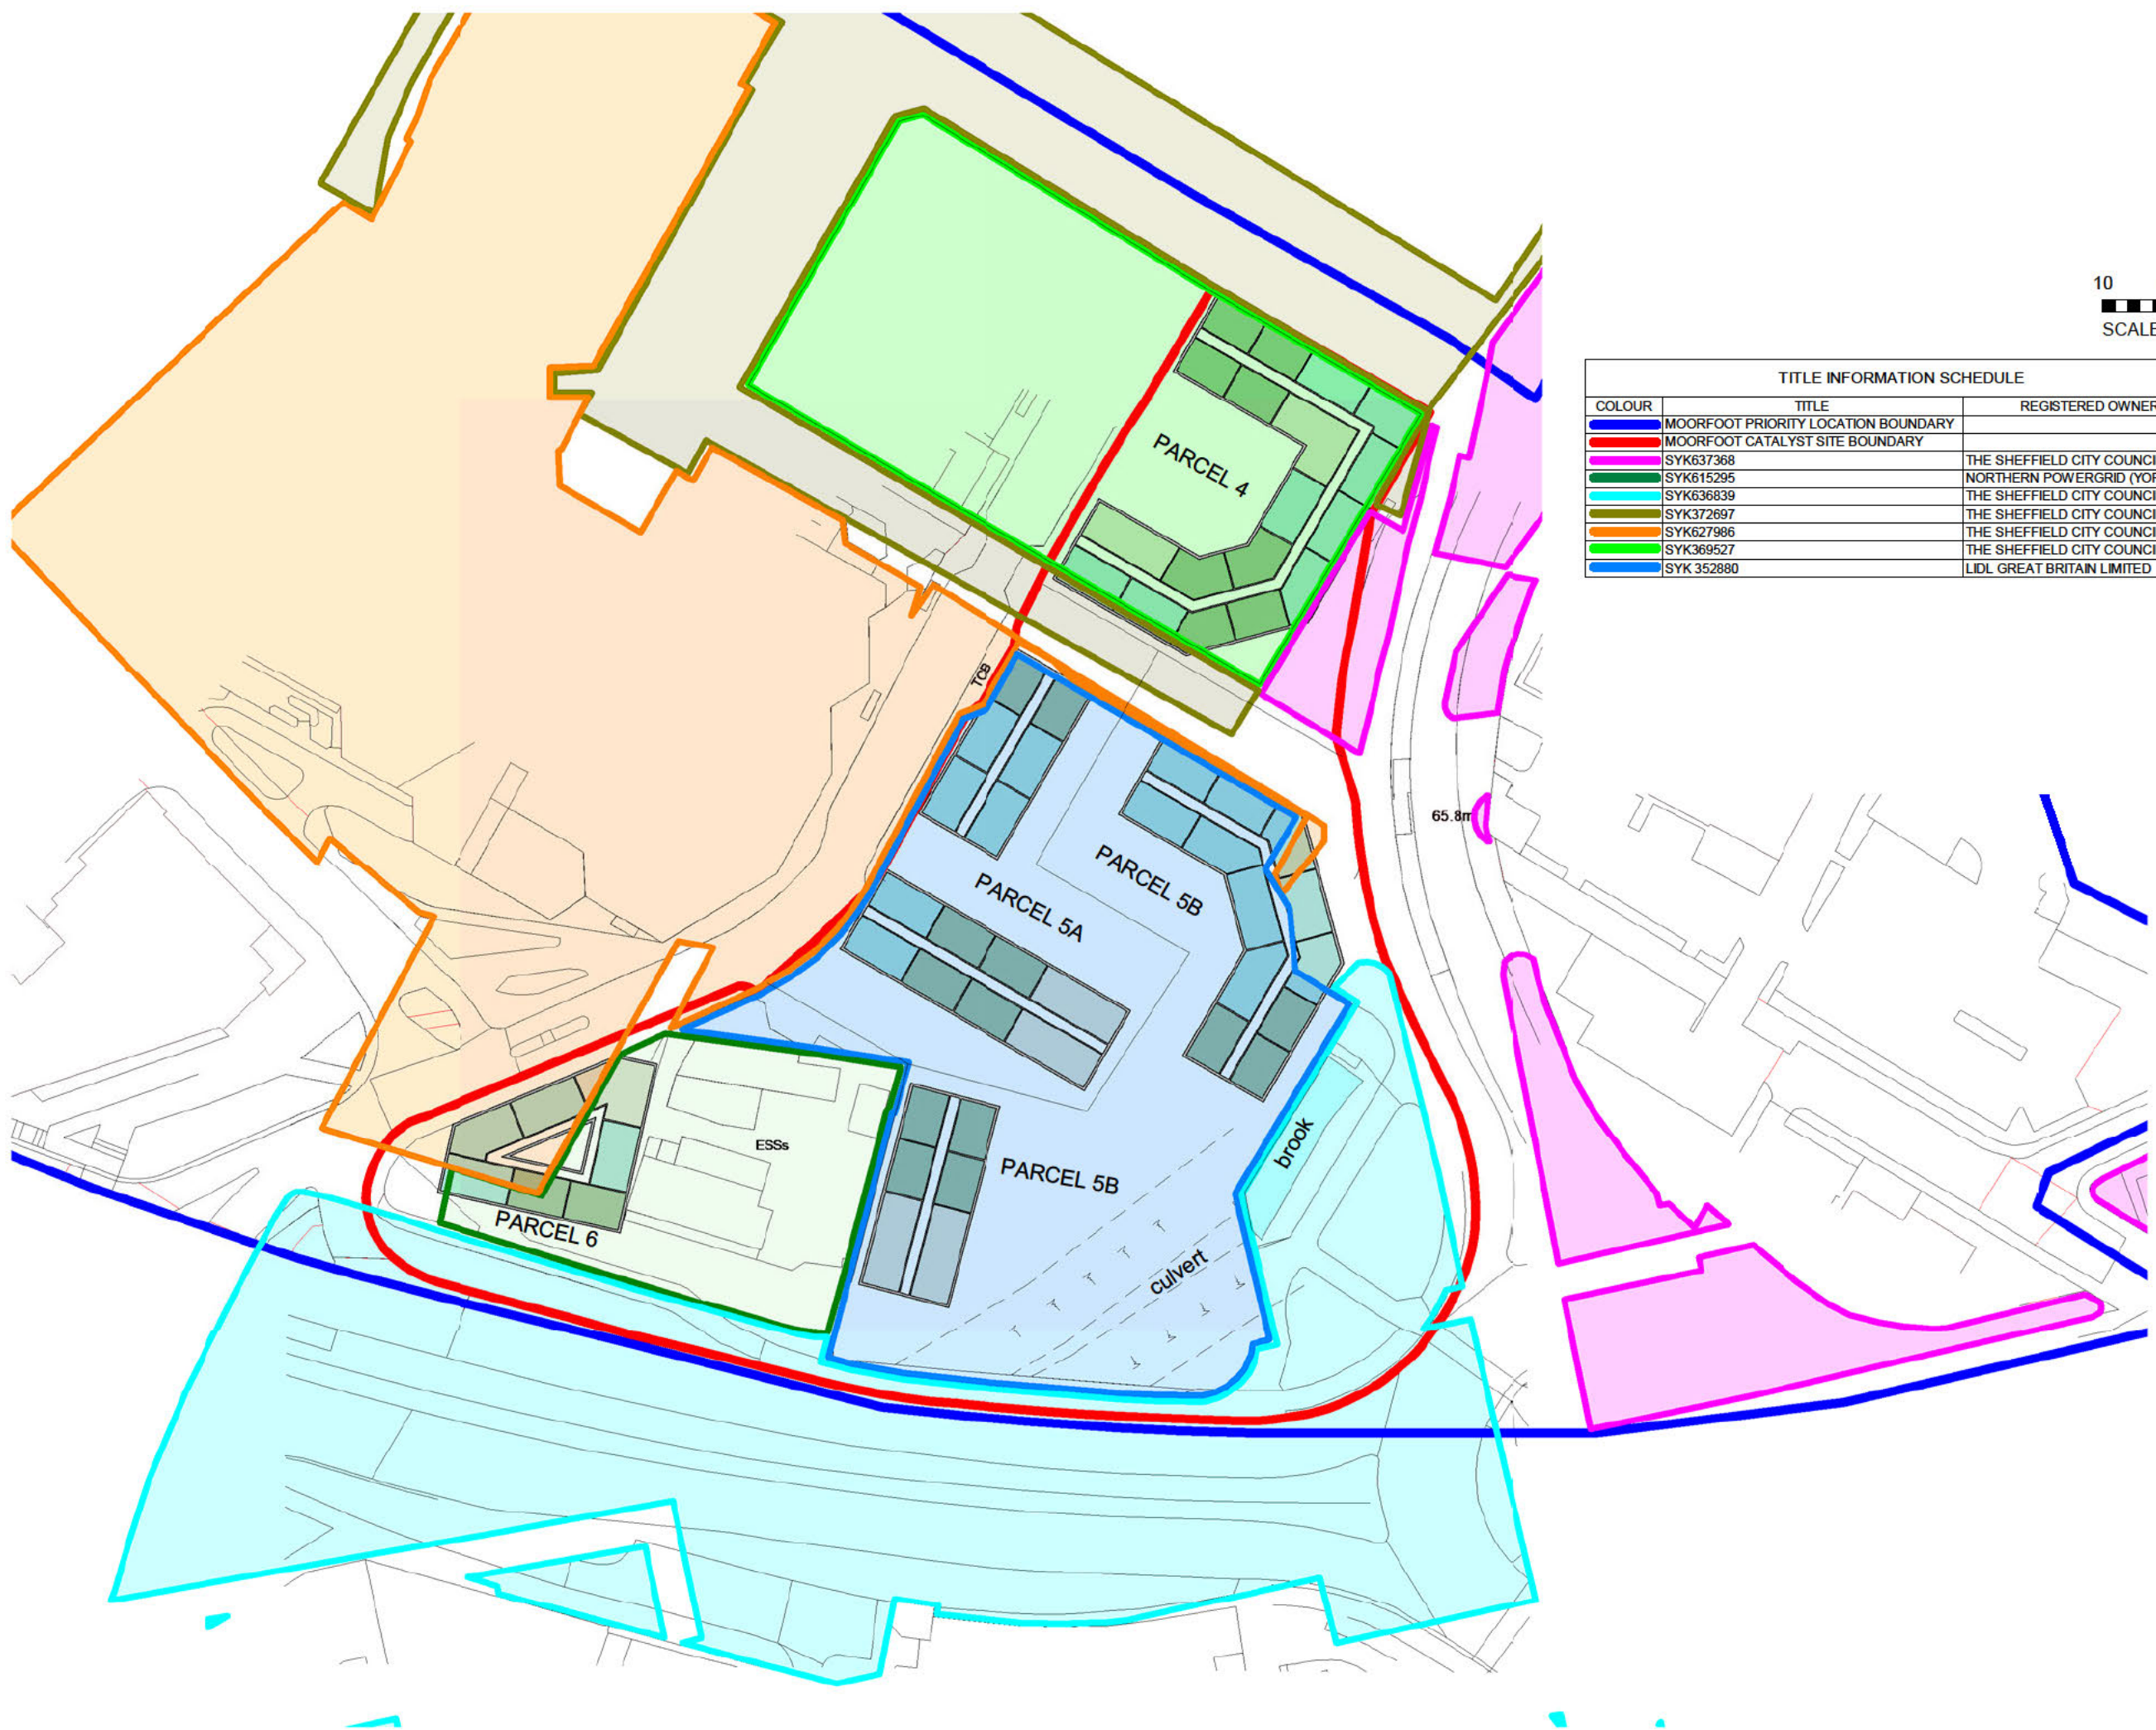 10
SCALE
TITLE INFORMATION SCHEDULE
COLOUR TITLE REGISTERED OWNER
MOORFOOT PRIORITY LOCATION BOUNDARY
MOORFOOT CATALYST SITE BOUNDARY
SYK637368 THE SHEFFIELD CITY COUNCI
SYK615295 NORTHERN POWERGRID (YOR
SYK636839 THE SHEFFIELD CITY COUNCI
SYK372697 THE SHEFFIELD CITY COUNCI
SYK627986 THE SHEFFIELD CITY COUNCI
SYK369527 THE SHEFFIELD CITY COUNCI
SYK 352880 LIDL GREAT BRITAIN LIMITED
PARCEL 4
TCB
65.8m
PARCEL 5B
PARCEL 5A
ESSs
brook
PARCEL 5B
PARCEL 6
culvert